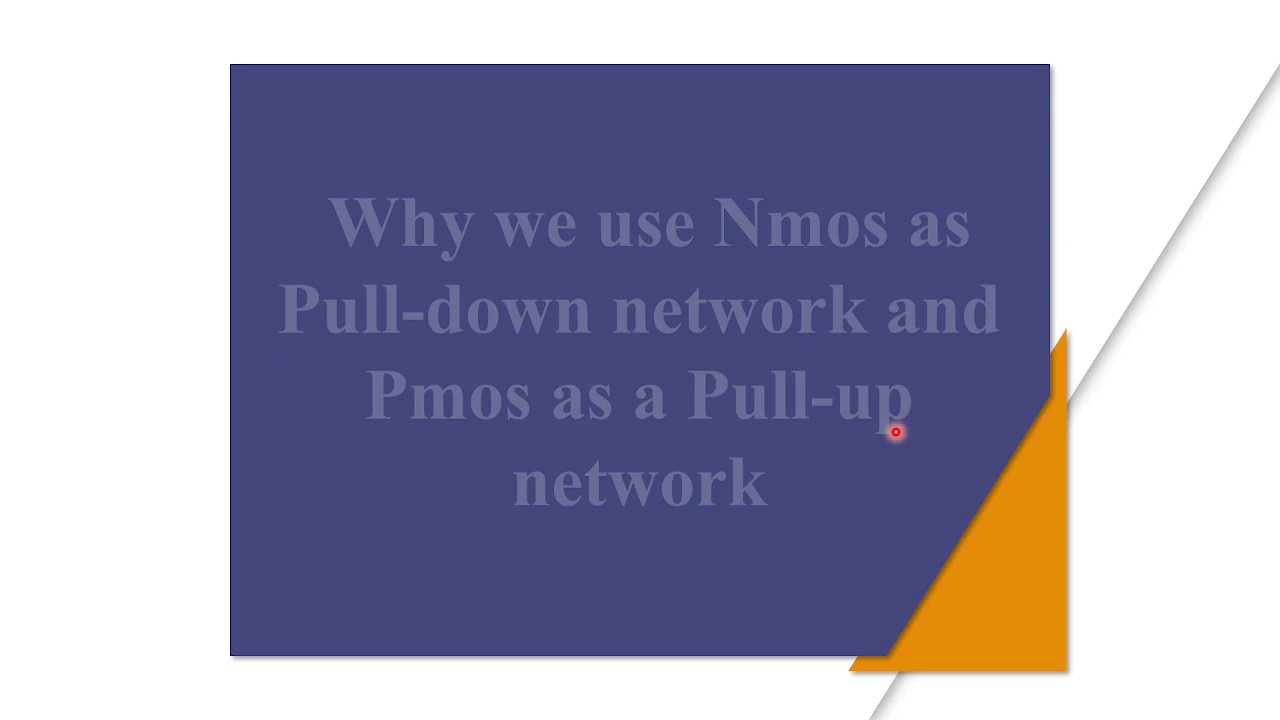 Why we use Nmos as
Pull-down network and
Pmos as a Pull-up
network